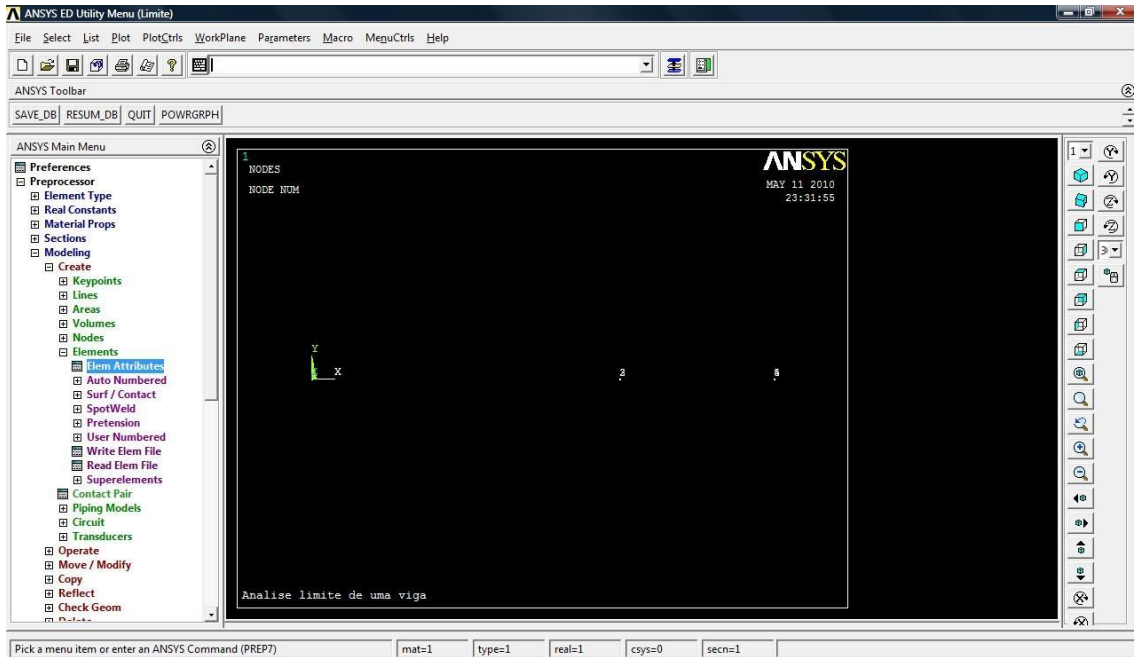 ANSYS ED Utility Menu (Limite)
File Select List Plot PlotCtrls WorkPlane Parameters Macro MenuCtrls Help
ANSYS Toolbar
SAVE_DB RESUM_DB QUIT POWRGRPH
ANSYS Main Menu
Preferences
Preprocessor
Element Type
Real Constants
Material Props
Sections
Modeling
Create
Keypoints
Lines
Areas
Volumes
Nodes
Elements
Elem Attributes
Auto Numbered
Surf / Contact
SpotWeld
Pretension
User Numbered
Write Elem File
Read Elem File
Superelements
Contact Pair
Piping Models
Circuit
Transducers
Operate
Move / Modify
Copy
Reflect
Check Geom
1
NODES
NODE NUM
ANSYS
MAY 11 2010
23:31:55
Y
X
Analise limite de uma viga
1
Pick a menu item or enter an ANSYS Command (PREP7)
mat=1
type=1
real=1
csys=0
secn=1